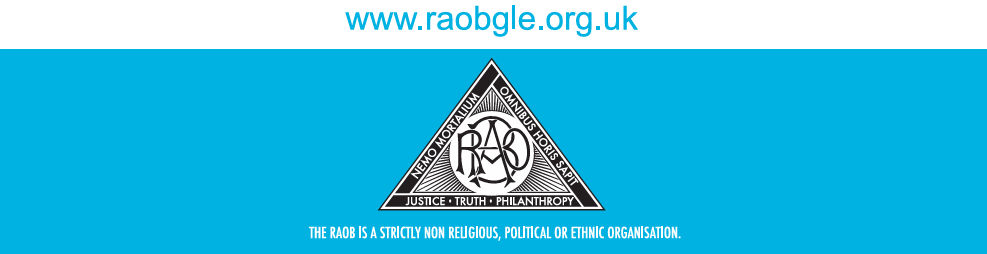 www.raobgle.org.uk
NEMO MORTALIUM
OMNIBUS HORIS SAPIT
RAOB
JUSTICE • TRUTH • PHILANTHROPY
THE RAOB IS A STRICTLY NON RELIGIOUS, POLITICAL OR ETHNIC ORGANISATION.